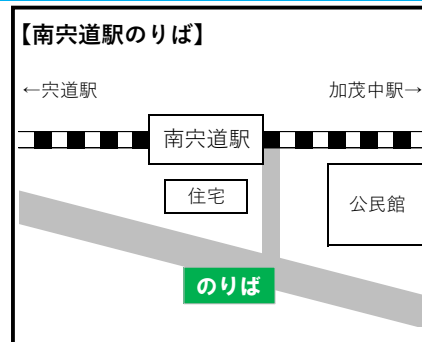 【南宍道駅のりば】
←宍道駅
加茂中駅→
南宍道駅
住宅
公民館
のりば